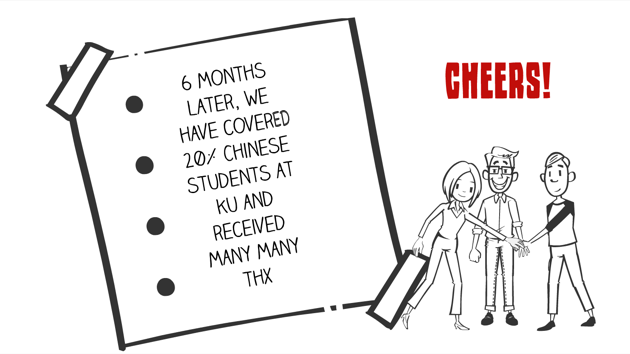 6 MONTHS
LATER, WE
HAVE COVERED
20% CHINESE
STUDENTS AT
KU AND
RECEIVED
MANY MANY
THX
CHEERS!